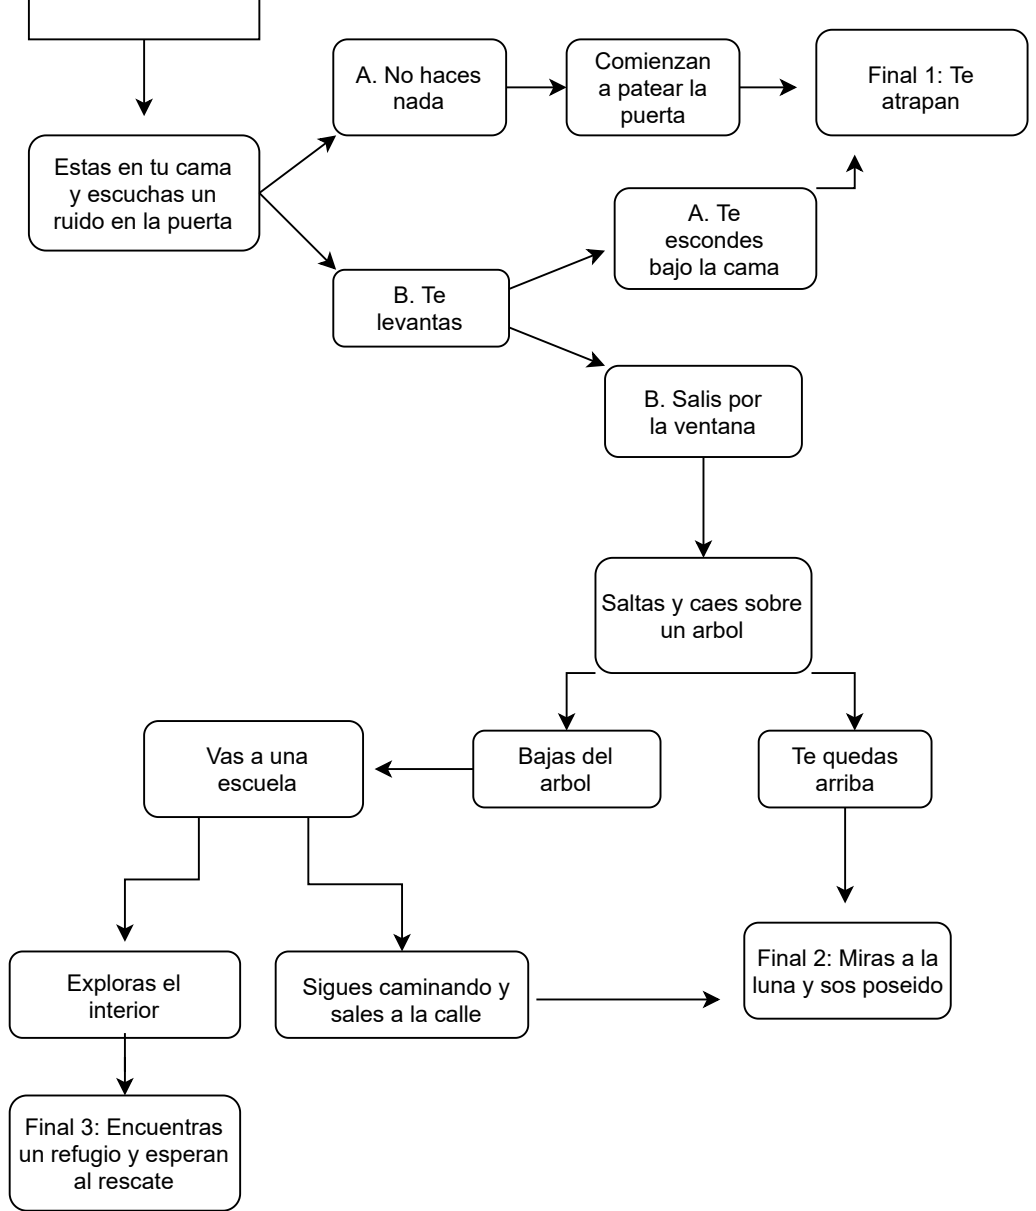 Estas en tu cama
y escuchas un
ruido en la puerta
A. No haces
nada
Comienzan
a patear la
puerta
Final 1: Te
atrapan
A. Te
escondes
bajo la cama
B. Te
levantas
B. Salis por
la ventana
Saltas y caes sobre
un arbol
Bajas del
arbol
Te quedas
arriba
Vas a una
escuela
Exploras el
interior
Sigues caminando y
sales a la calle
Final 2: Miras a la
luna y sos poseido
Final 3: Encuentras
un refugio y esperan
al rescate